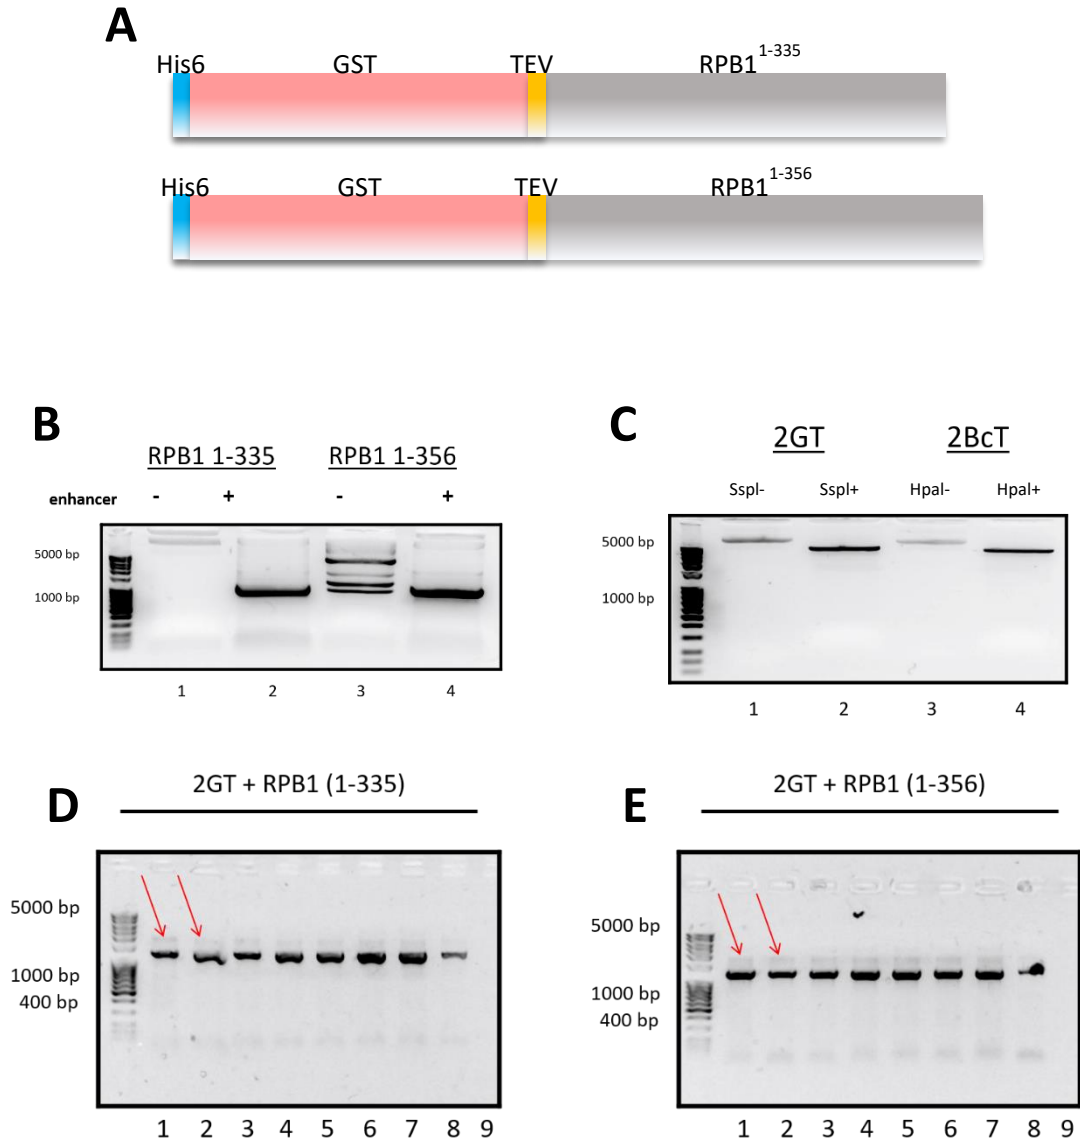 A
His6 GST TEV RPB1 1-335
His6 GST TEV RPB1 1-356
B
RPB1 1-335 RPB1 1-356
enhancer - + - +
5000 bp
1000 bp
1 2 3 4
C
2GT 2BcT
SspI- SspI+ HpaI- HpaI+
5000 bp
1000 bp
1 2 3 4
D
2GT + RPB1 (1-335)
5000 bp
1000 bp
400 bp
1 2 3 4 5 6 7 8 9
E
2GT + RPB1 (1-356)
5000 bp
1000 bp
400 bp
1 2 3 4 5 6 7 8 9